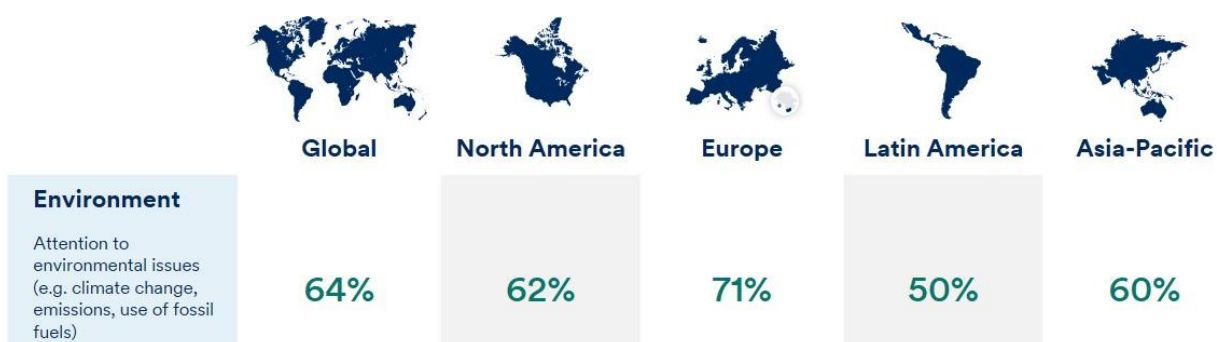 Global North America Europe Latin America Asia-Pacific
Environment
Attention to
environmental issues
(e.g. climate change,
emissions, use of fossil
fuels)
64% 62% 71% 50% 60%